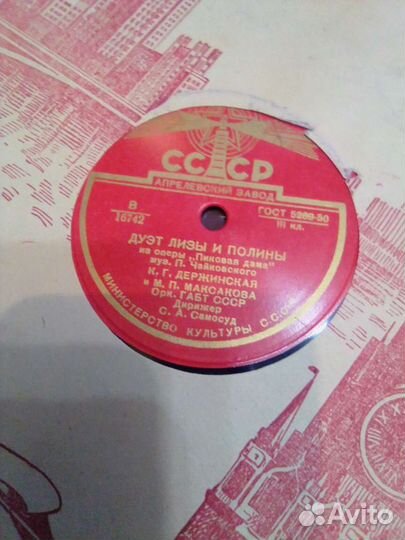 СССР
АПРЕЛЕВСКИЙ ЗАВОД
В
16742
ГОСТ 5289-50
III кл.
ДУЭТ ЛИЗЫ И ПОЛИНЫ
из оперы „Пиковая дама“
муз. П. Чайковского
К. Г. ДЕРЖИНСКАЯ
и М. П. МАКСАКОВА
Орк. ГАБТ СССР
Дирижер
С. А. Самосуд
МИНИСТЕРСТВО КУЛЬТУРЫ СССР
Avito